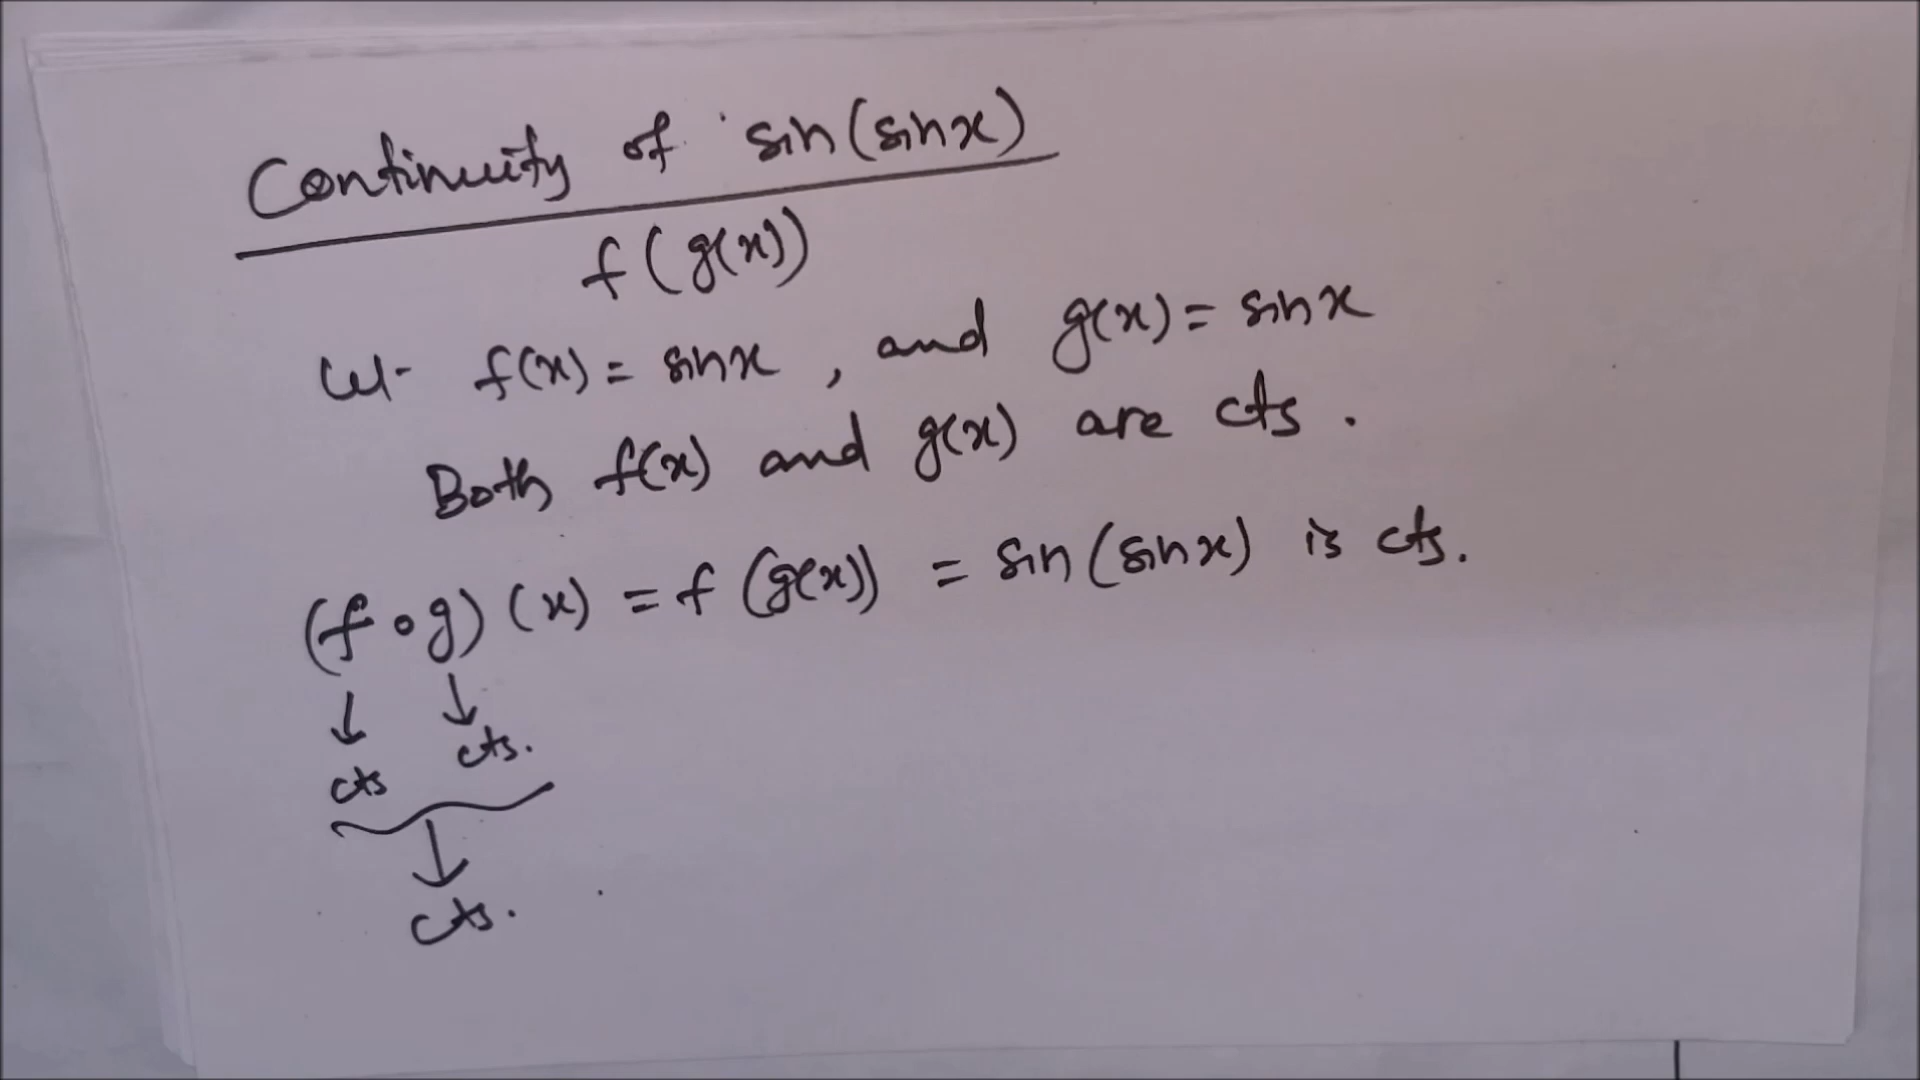 Continuity of sin(sinx)
f(g(x))
Let f(x) = sinx, and g(x) = sinx
Both f(x) and g(x) are cts.
(f∘g)(x) = f(g(x)) = sin(sinx) is cts.
↓ ↓
cts cts.
↓
cts.